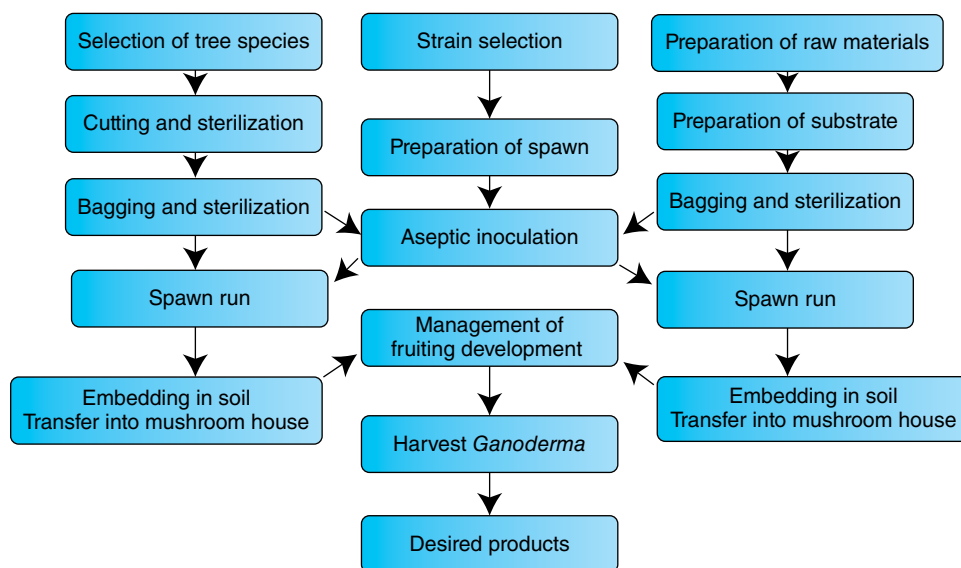 Selection of tree species
Strain selection
Preparation of raw materials
Cutting and sterilization
Preparation of spawn
Preparation of substrate
Bagging and sterilization
Aseptic inoculation
Bagging and sterilization
Spawn run
Spawn run
Management of
fruiting development
Embedding in soil
Transfer into mushroom house
Embedding in soil
Transfer into mushroom house
Harvest Ganoderma
Desired products